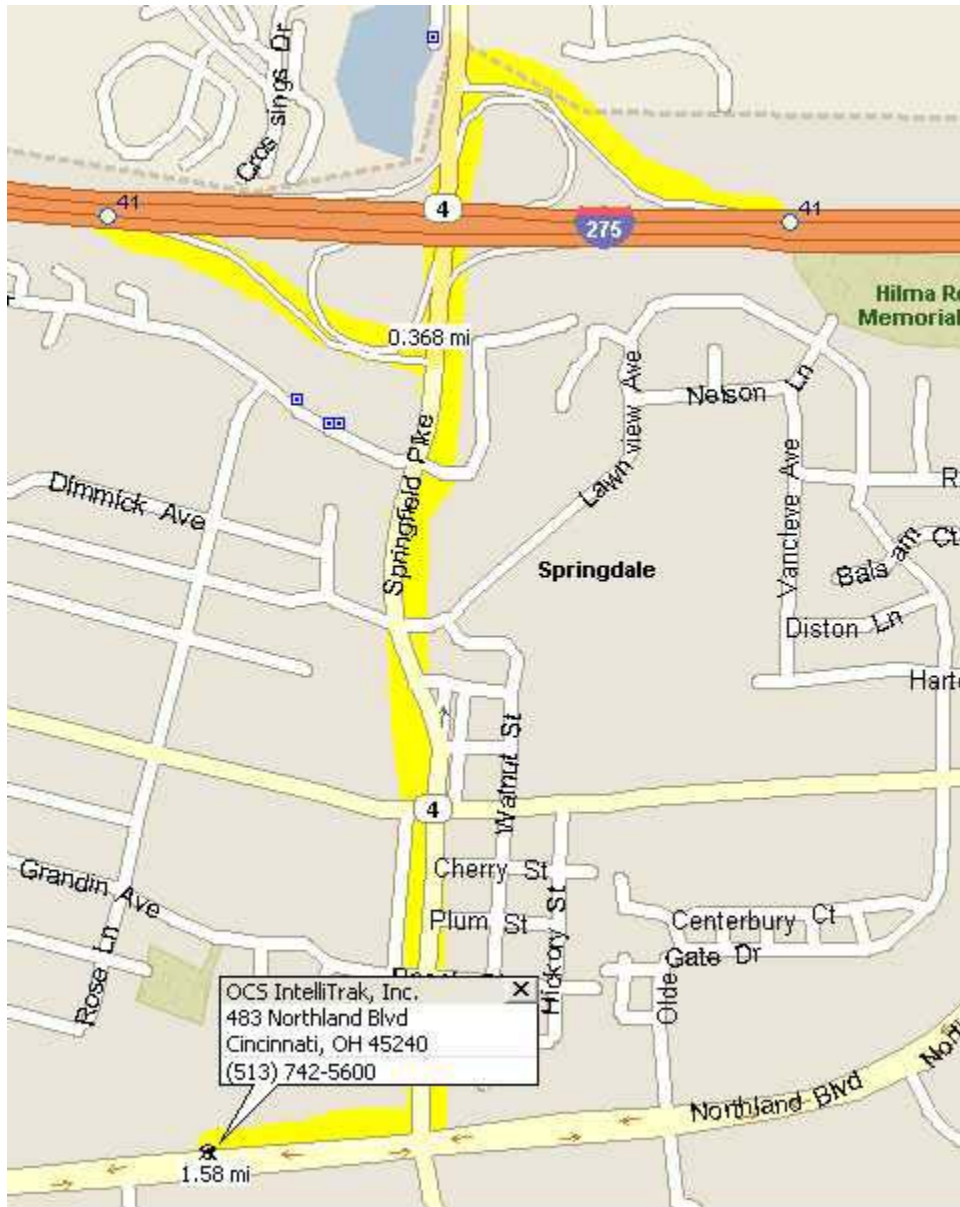 Crossings Dr
41
4
275
41
Hilma
Memorial
0.368 mi
Springfield Pike
Lawnview Ave
Nelson Ln
Dimmick Ave
Vancleve Ave
R
Balsam Ct
Springdale
Diston Ln
Walnut St
4
Cherry St
Grandin Ave
Plum St
Hickory St
Centerbury Ct
Gate Dr
Olde
Rose Ln
OCS IntelliTrak, Inc.
483 Northland Blvd
Cincinnati, OH 45240
(513) 742-5600
Northland Blvd
1.58 mi